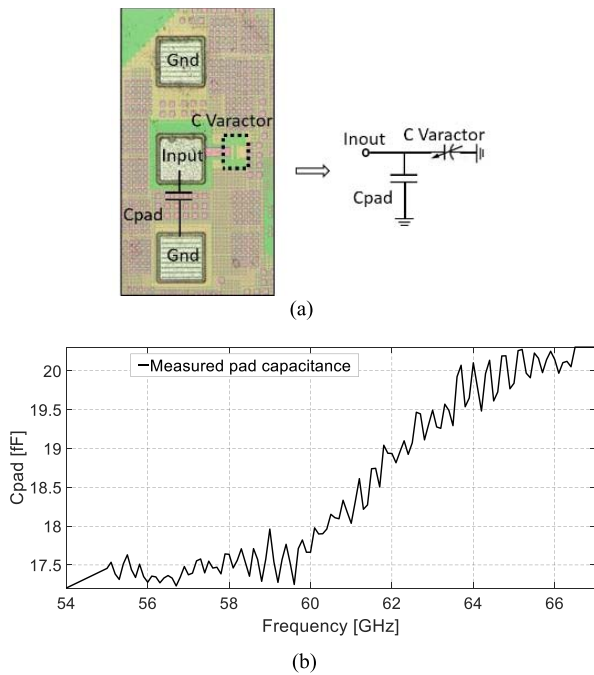 Gnd
C Varactor
Input
Cpad
Gnd
Inout
C Varactor
Cpad
(a)
Measured pad capacitance
Cpad [fF]
20
19.5
19
18.5
18
17.5
54
56
58
60
62
64
66
Frequency [GHz]
(b)